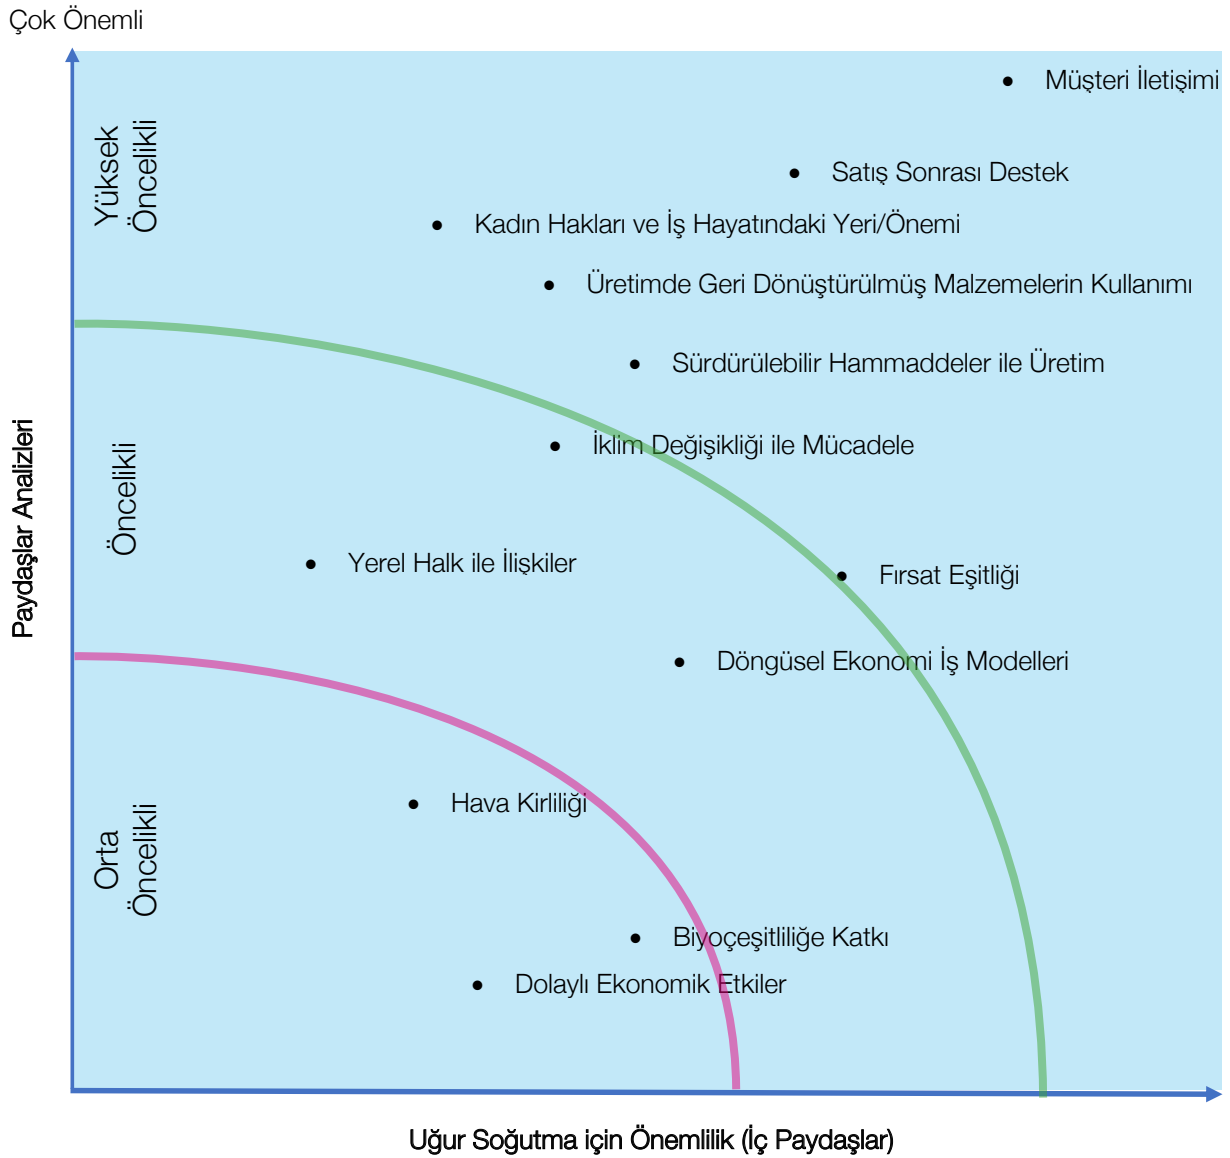 Çok Önemli
Müşteri İletişimi
Yüksek
Öncelikli
Satış Sonrası Destek
Kadın Hakları ve İş Hayatındaki Yeri/Önemi
Üretimde Geri Dönüştürülmüş Malzemelerin Kullanımı
Sürdürülebilir Hammaddeler ile Üretim
İklim Değişikliği ile Mücadele
Öncelikli
Paydaşlar Analizleri
Yerel Halk ile İlişkiler
Fırsat Eşitliği
Döngüsel Ekonomi İş Modelleri
Hava Kirliliği
Orta
Öncelikli
Biyoçeşitliliğe Katkı
Dolaylı Ekonomik Etkiler
Uğur Soğutma için Önemlilik (İç Paydaşlar)